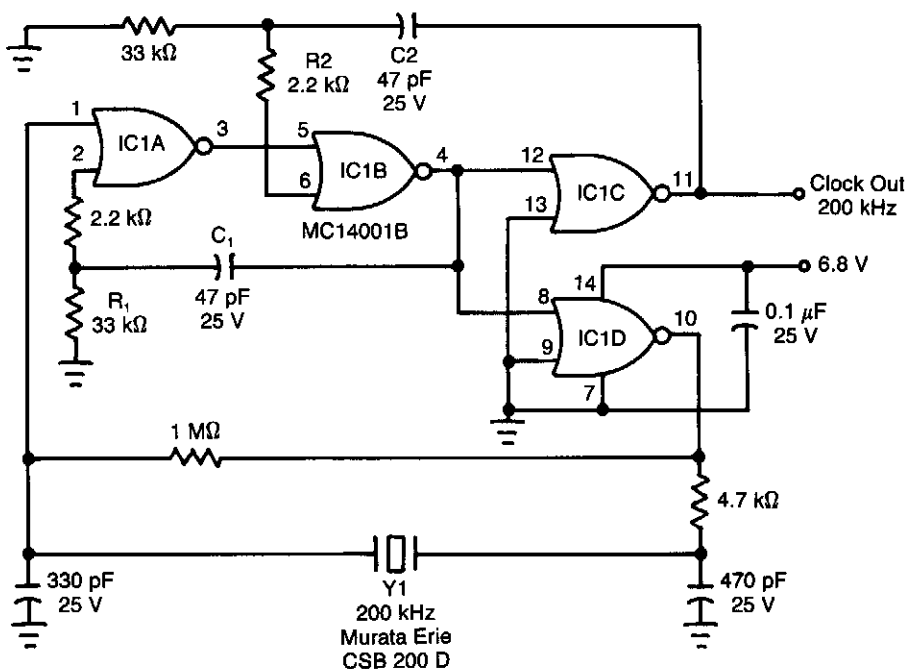 33 kΩ
C2
47 pF
25 V
R2
2.2 kΩ
1
2
IC1A
3
5
6
IC1B
4
MC14001B
12
13
IC1C
11
Clock Out
200 kHz
2.2 kΩ
C₁
47 pF
25 V
R₁
33 kΩ
6.8 V
14
8
9
IC1D
10
7
0.1 μF
25 V
1 MΩ
4.7 kΩ
330 pF
25 V
Y1
200 kHz
Murata Erie
CSB 200 D
470 pF
25 V